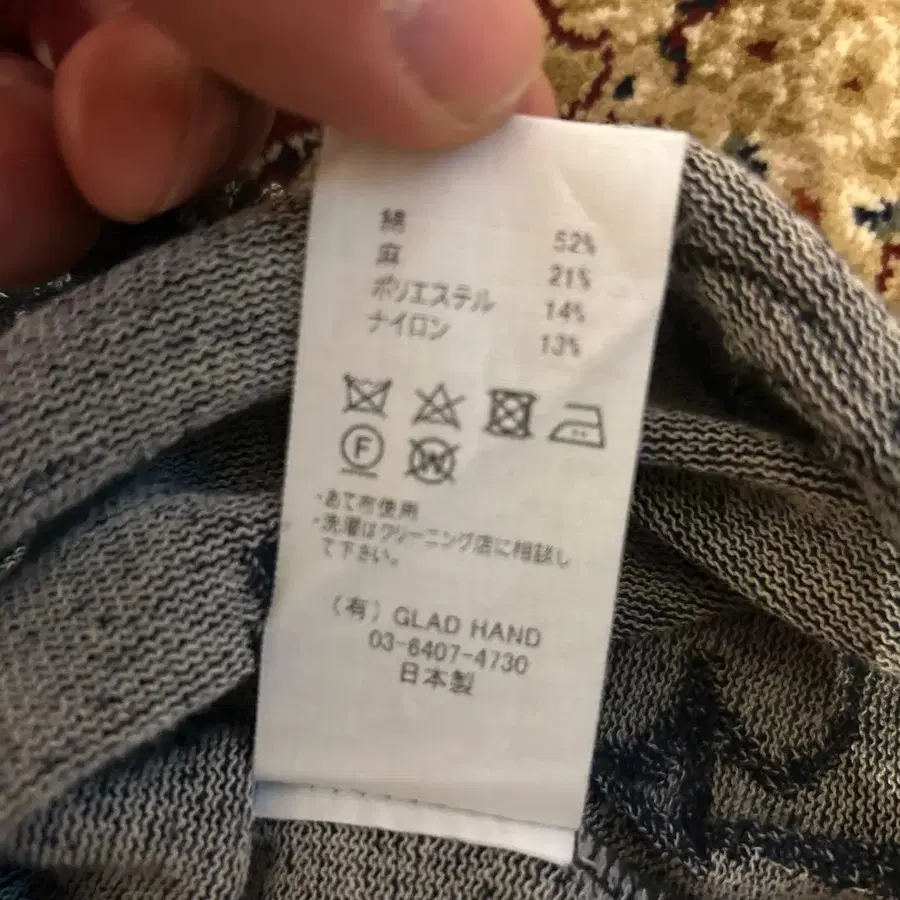 綿 52%
麻 21%
ポリエステル 14%
ナイロン 13%
F W
・あて布使用
・洗濯はクリーニング店に相談し
て下さい。
(有) GLAD HAND
03-6407-4730
日本製